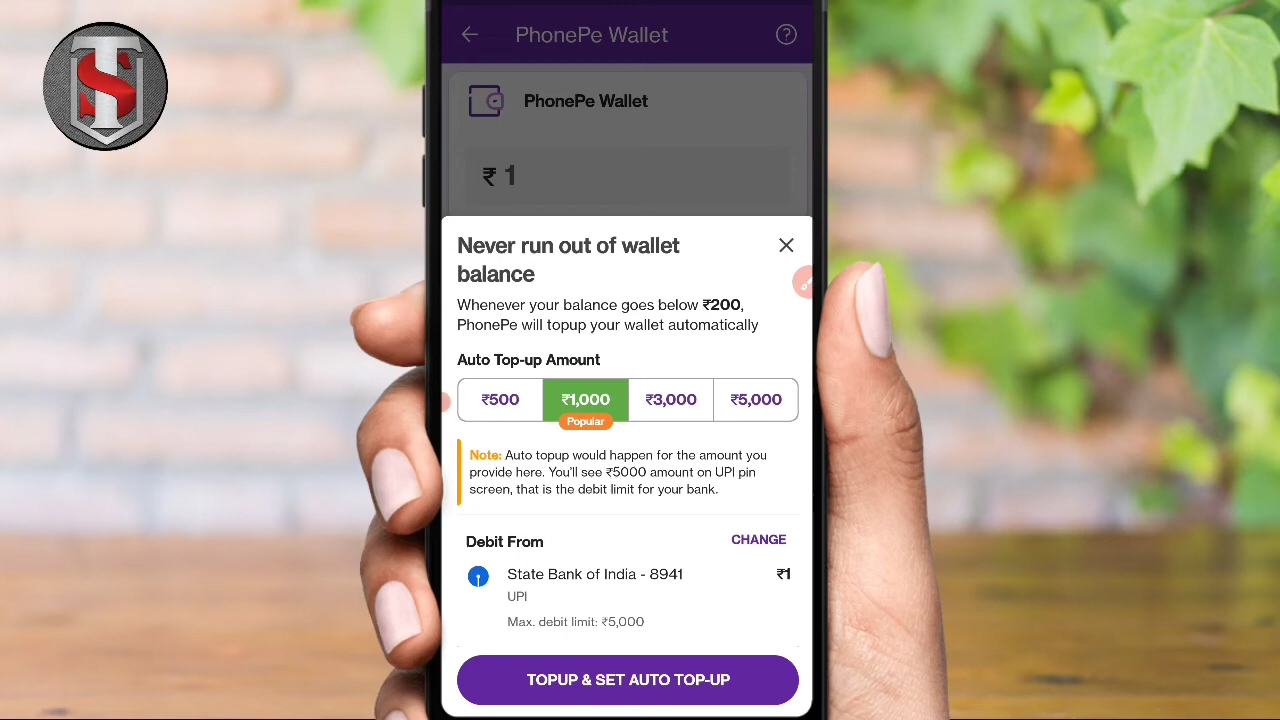 TS
PhonePe Wallet
PhonePe Wallet
₹ 1
Never run out of wallet
balance
Whenever your balance goes below ₹200,
PhonePe will topup your wallet automatically
Auto Top-up Amount
₹500 ₹1,000 ₹3,000 ₹5,000
Popular
Note: Auto topup would happen for the amount you
provide here. You'll see ₹5000 amount on UPI pin
screen, that is the debit limit for your bank.
Debit From CHANGE
State Bank of India - 8941 ₹1
UPI
Max. debit limit: ₹5,000
TOPUP & SET AUTO TOP-UP